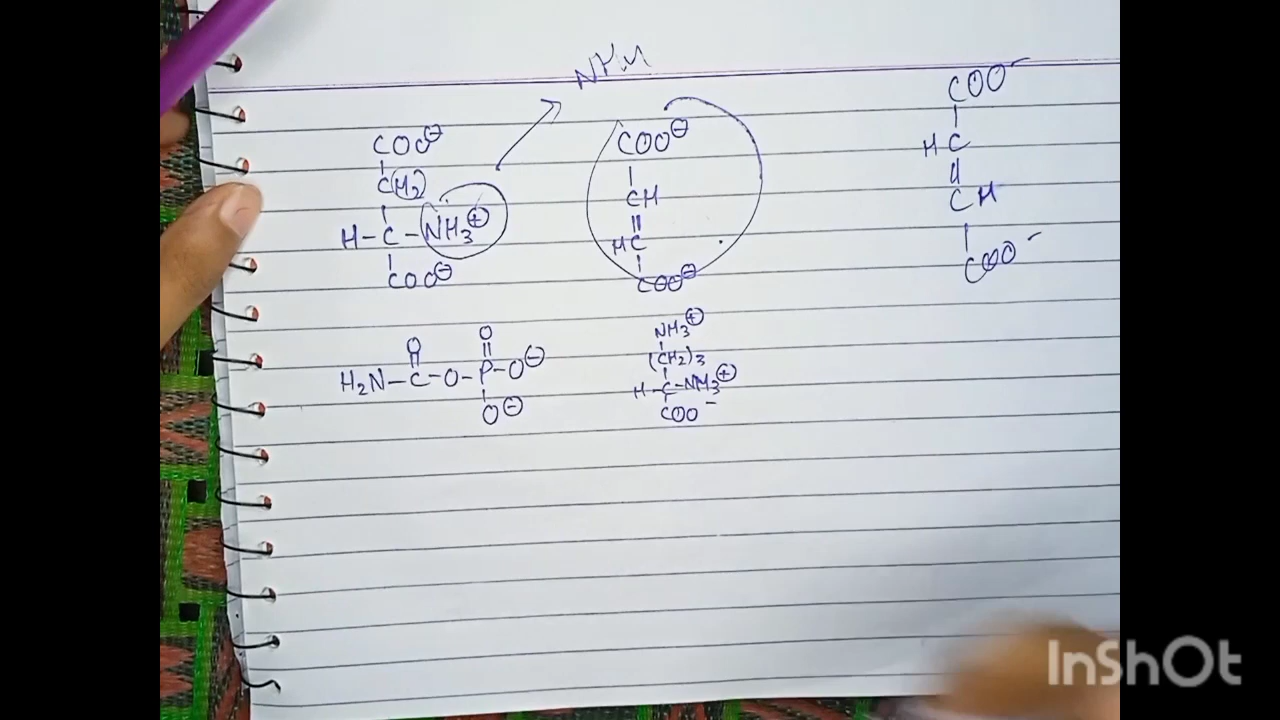 COO⊖
CH2
H-C-NH3⊕
COO⊖
COO⊖
CH
||
HC
COO⊖
COO-
HC
||
CH
COO-
O O
|| ||
H2N-C-O-P-O⊖
O⊖
NH3⊕
(CH2)3
H-C-NH3⊕
COO-
InShOt